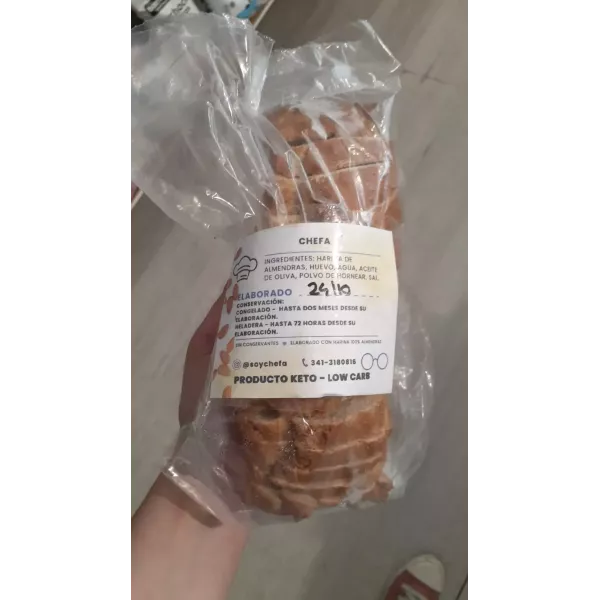 CHEFA
INGREDIENTES: HARINA DE
ALMENDRAS, HUEVO, AGUA, ACEITE
DE OLIVA, POLVO DE HORNEAR, SAL.
ELABORADO 24/10
CONSERVACIÓN:
CONGELADO - HASTA DOS MESES DESDE SU
ELABORACIÓN.
HELADERA - HASTA 72 HORAS DESDE SU
ELABORACIÓN.
SIN CONSERVANTES ELABORADO CON HARINA DE ALMENDRAS
@soychefa 341-3180616
PRODUCTO KETO - LOW CARB